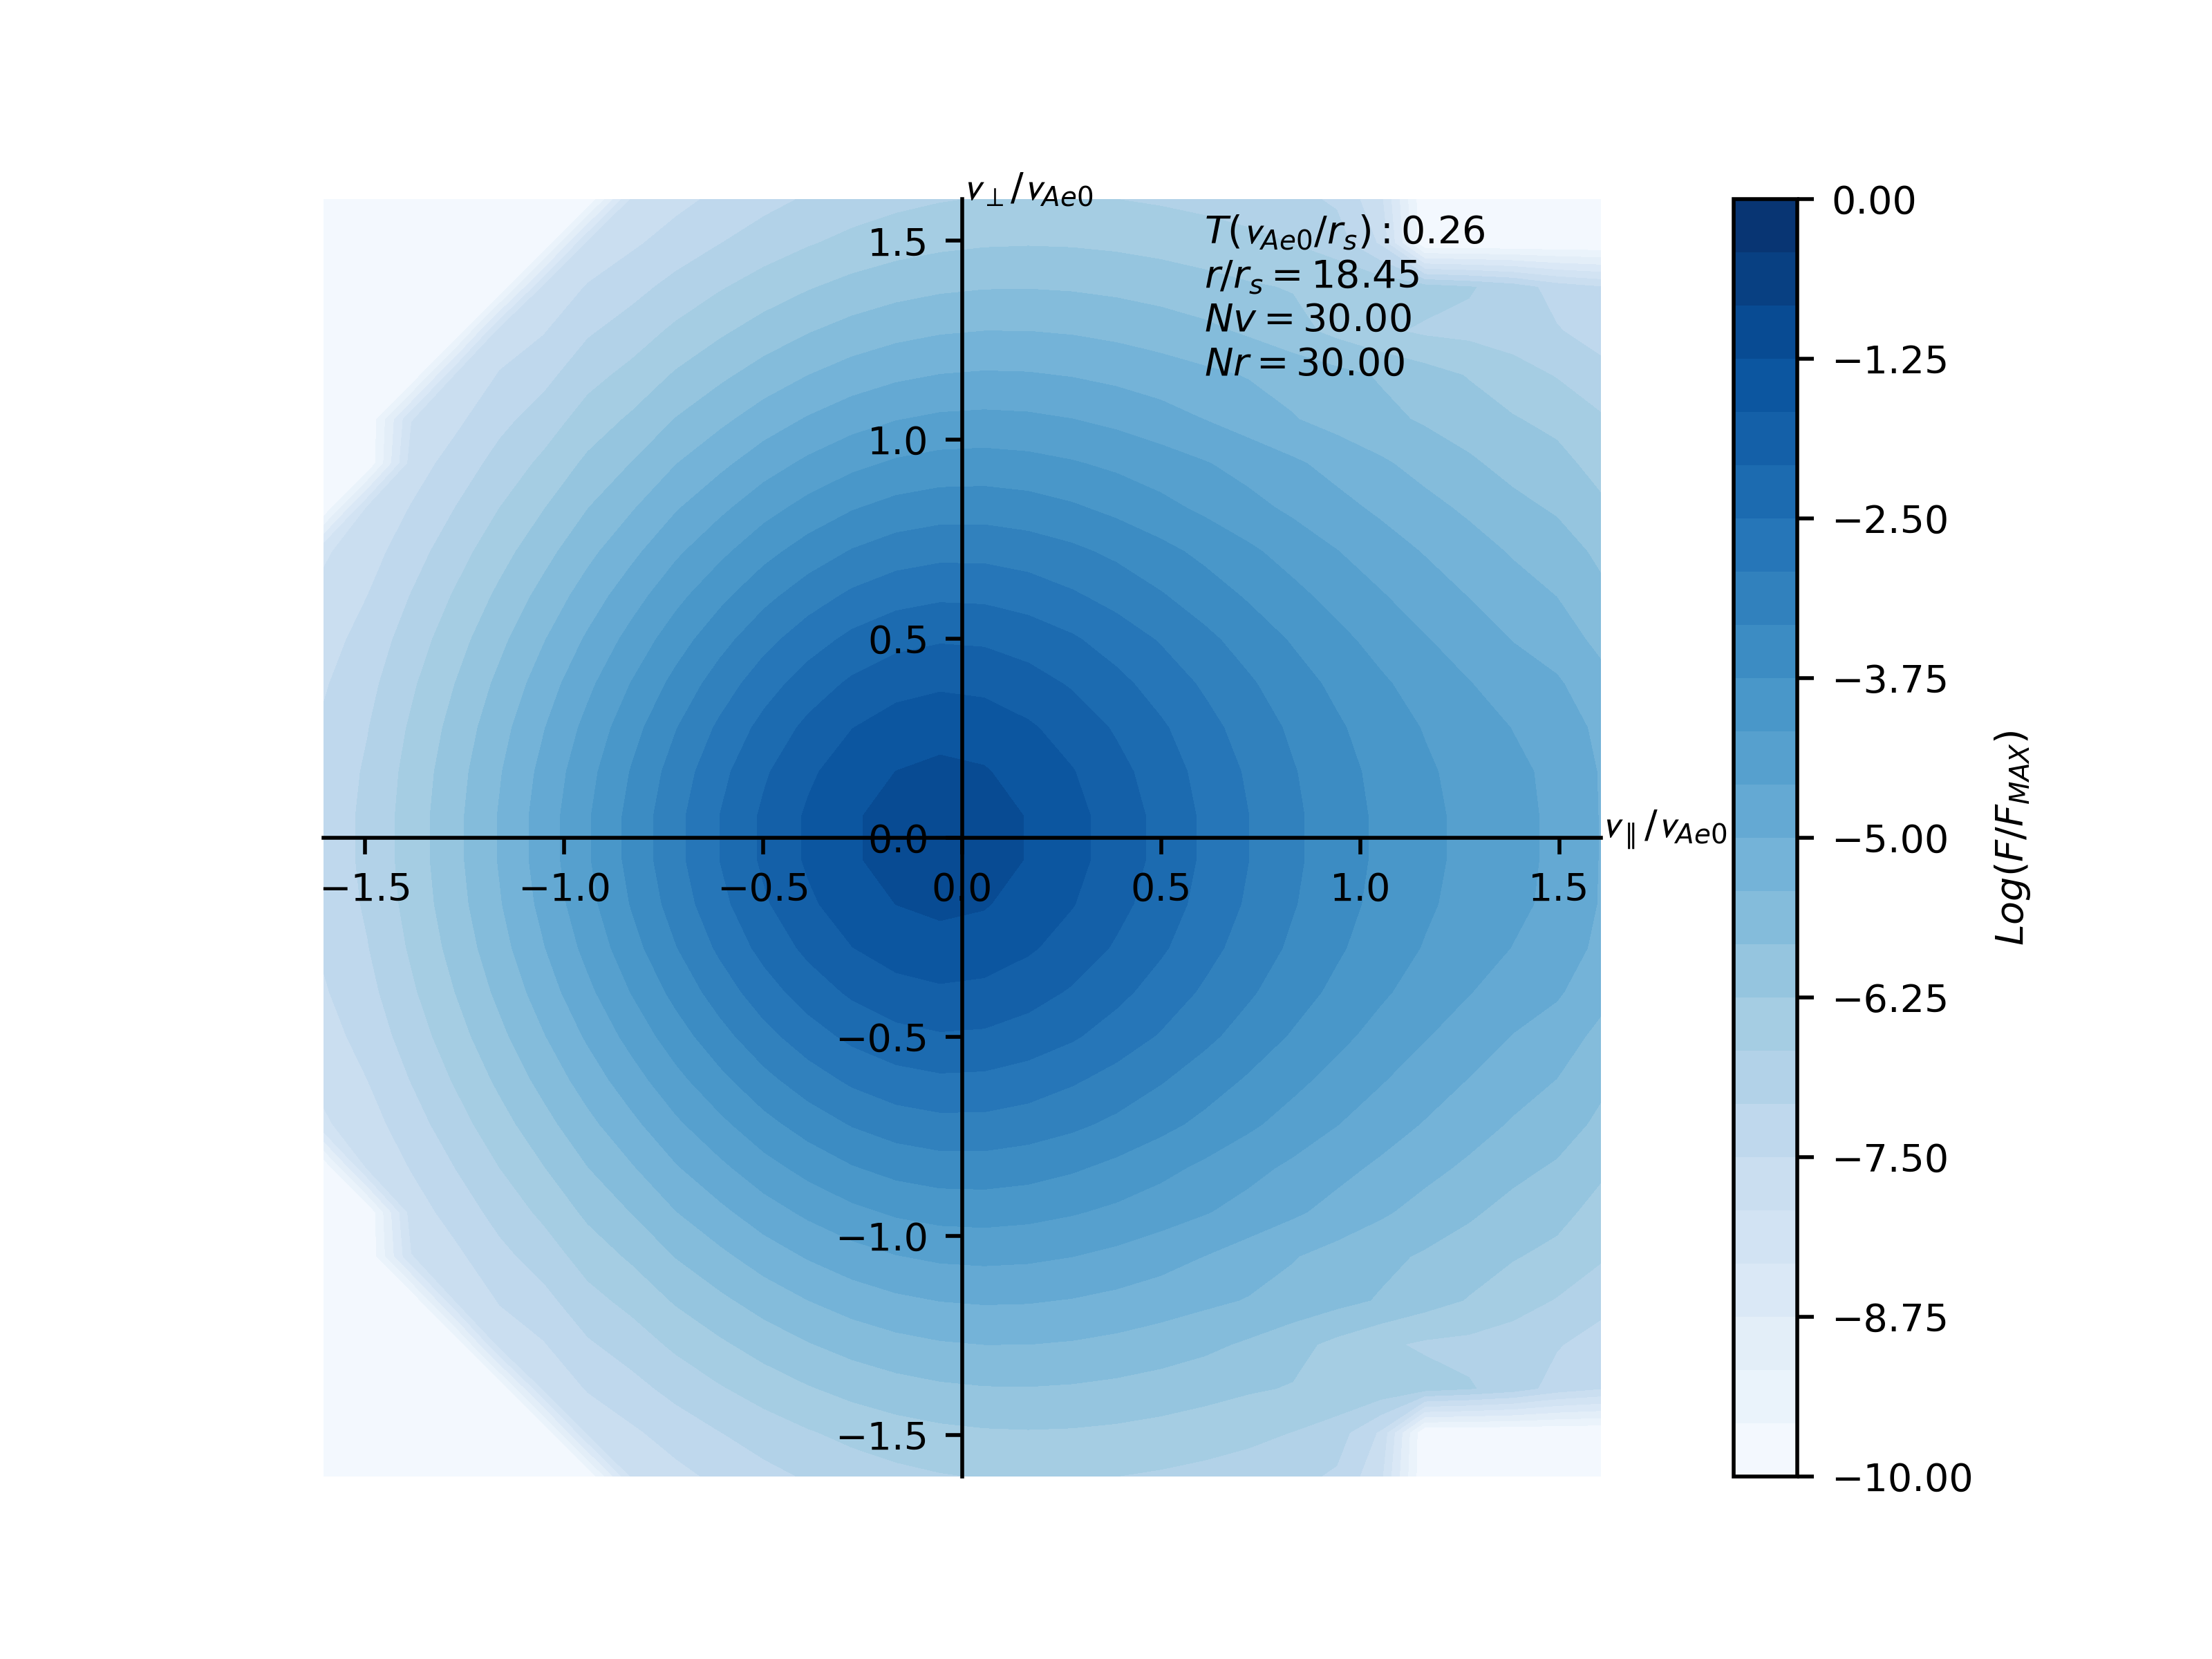 v⊥/vAe0
T(vAe0/rs) : 0.26
r/rs = 18.45
Nv = 30.00
Nr = 30.00
1.5
1.0
0.5
0.0
−0.5
−1.0
−1.5
−1.5 −1.0 −0.5 0.0 0.5 1.0 1.5
v∥/vAe0
0.00
−1.25
−2.50
−3.75
−5.00
−6.25
−7.50
−8.75
−10.00
Log(F/FMAX)